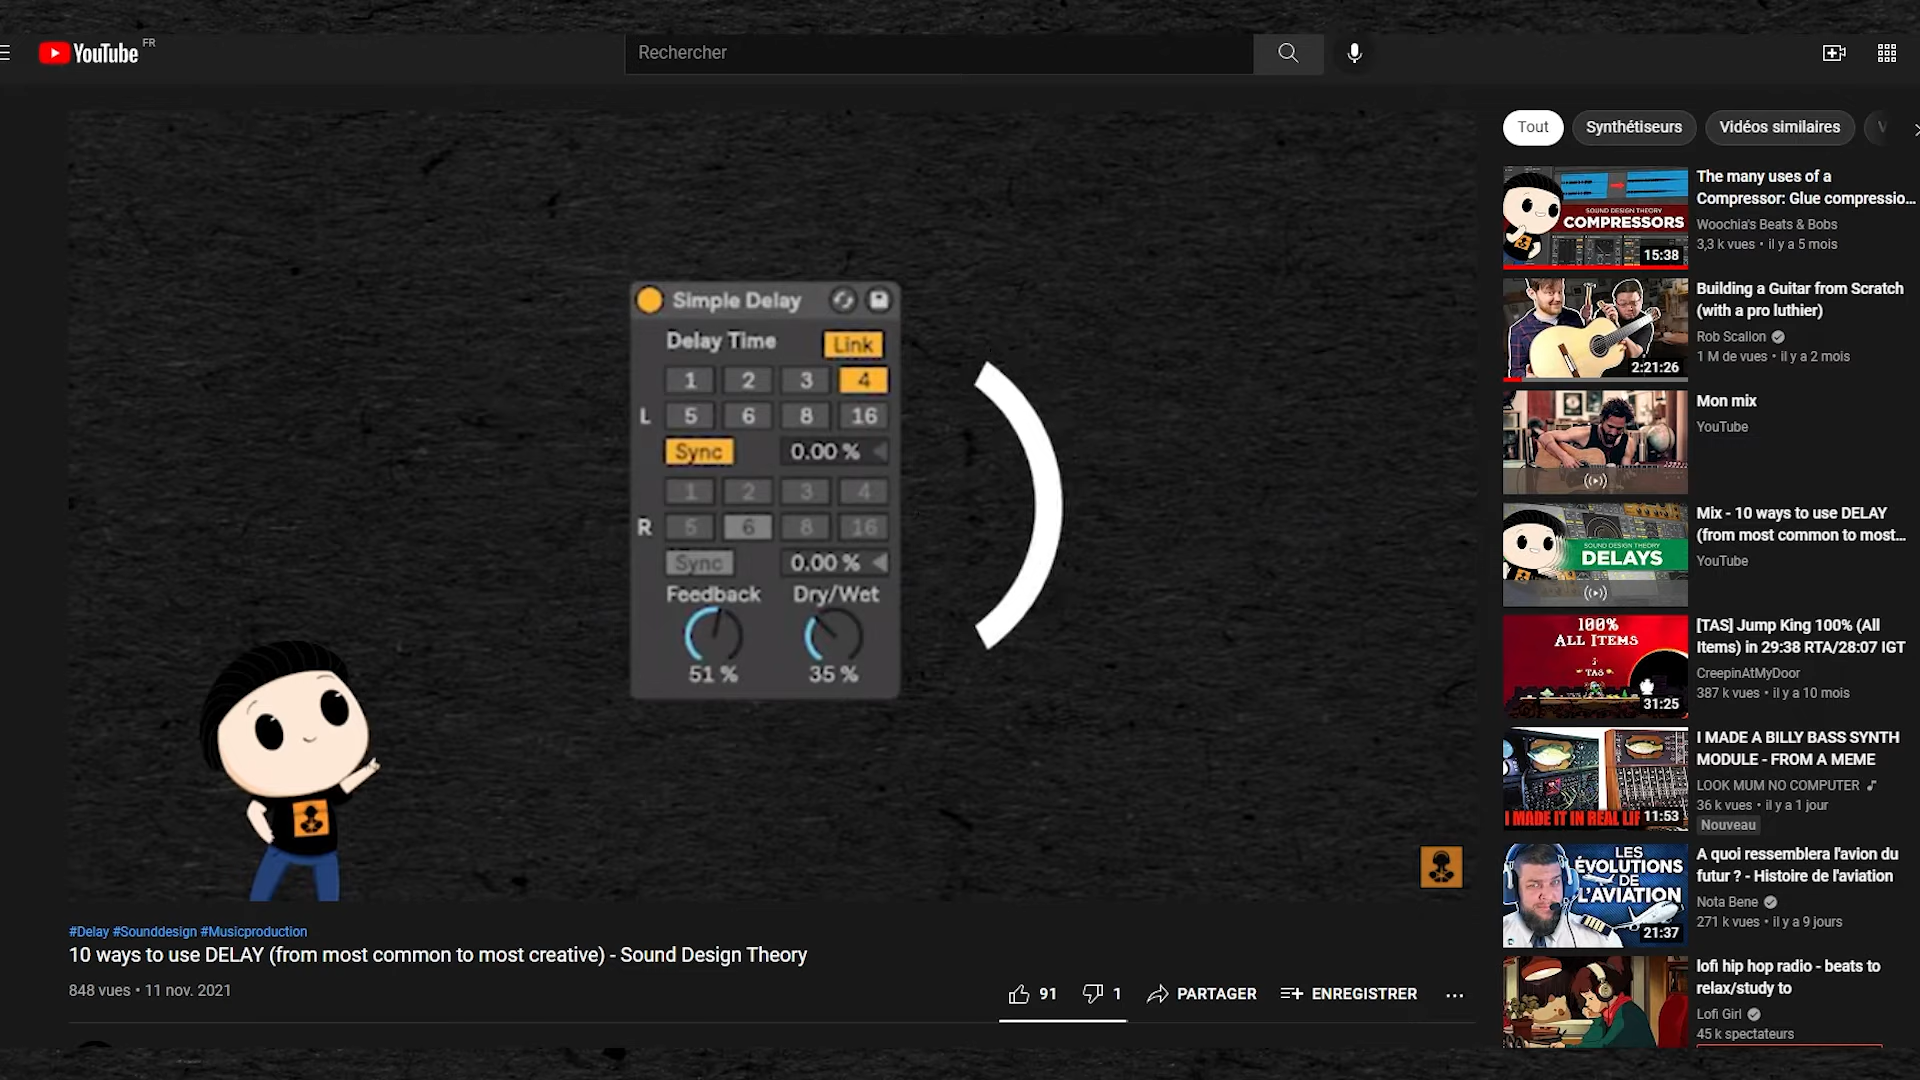 YouTube FR
Rechercher
Tout
Synthétiseurs
Vidéos similaires
V
Simple Delay
Delay Time
Link
1 2 3 4
L
5 6 8 16
Sync
0.00 %
1 2 3 4
R
5 6 8 16
Sync
0.00 %
Feedback
Dry/Wet
51 %
35 %
#Delay #Sounddesign #Musicproduction
10 ways to use DELAY (from most common to most creative) - Sound Design Theory
848 vues • 11 nov. 2021
91
1
PARTAGER
ENREGISTRER
SOUND DESIGN THEORY
COMPRESSORS
15:38
The many uses of a
Compressor: Glue compressio...
Woochia's Beats & Bobs
3,3 k vues • il y a 5 mois
2:21:26
Building a Guitar from Scratch
(with a pro luthier)
Rob Scallon
1 M de vues • il y a 2 mois
Mon mix
YouTube
SOUND DESIGN THEORY
DELAYS
Mix - 10 ways to use DELAY
(from most common to most...
YouTube
100%
ALL ITEMS
TAS
31:25
[TAS] Jump King 100% (All
Items) in 29:38 RTA/28:07 IGT
CreepinAtMyDoor
387 k vues • il y a 10 mois
I MADE IT IN REAL LIF
11:53
I MADE A BILLY BASS SYNTH
MODULE - FROM A MEME
LOOK MUM NO COMPUTER
36 k vues • il y a 1 jour
Nouveau
LES
ÉVOLUTIONS
DE
L'AVIATION
21:37
A quoi ressemblera l'avion du
futur ? - Histoire de l'aviation
Nota Bene
271 k vues • il y a 9 jours
lofi hip hop radio - beats to
relax/study to
Lofi Girl
45 k spectateurs